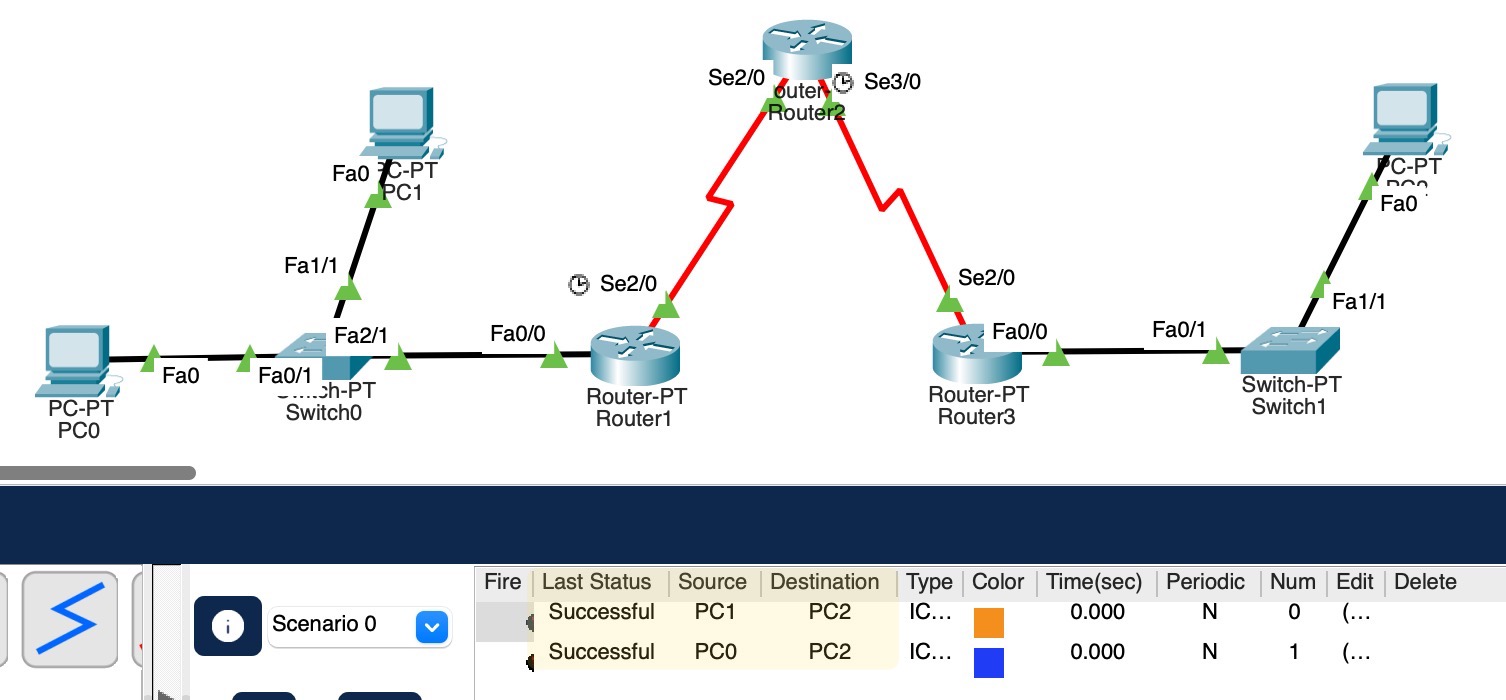 Se2/0
Se3/0
outer-
Router2
Fa0
PC-PT
PC1
PC-PT
Fa0
Fa1/1
Se2/0
Se2/0
Fa1/1
Fa2/1
Fa0/0
Fa0/0
Fa0/1
Fa0
Fa0/1
PC-PT
PC0
Switch-PT
Switch0
Router-PT
Router1
Router-PT
Router3
Switch-PT
Switch1
Scenario 0
Fire Last Status Source Destination Type Color Time(sec) Periodic Num Edit Delete
Successful PC1 PC2 IC... 0.000 N 0 (...
Successful PC0 PC2 IC... 0.000 N 1 (...